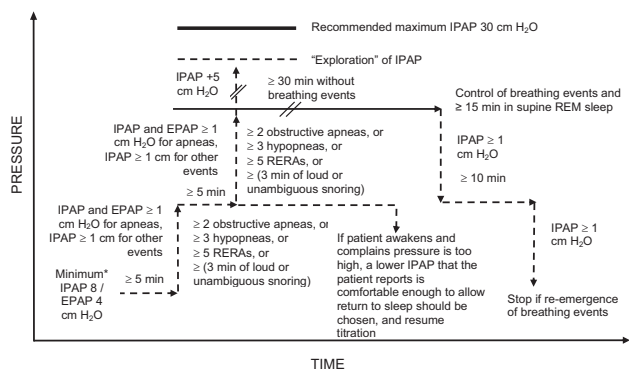 Recommended maximum IPAP 30 cm H2O
"Exploration" of IPAP
IPAP +5
cm H2O
≥ 30 min without
breathing events
Control of breathing events and
≥ 15 min in supine REM sleep
IPAP and EPAP ≥ 1
cm H2O for apneas,
IPAP ≥ 1 cm for other
events
≥ 2 obstructive apneas, or
≥ 3 hypopneas, or
≥ 5 RERAs, or
≥ (3 min of loud or
unambiguous snoring)
IPAP ≥ 1
cm H2O
≥ 10 min
≥ 5 min
IPAP and EPAP ≥ 1
cm H2O for apneas,
IPAP ≥ 1 cm for other
events
≥ 2 obstructive apneas, or
≥ 3 hypopneas, or
≥ 5 RERAs, or
≥ (3 min of loud or
unambiguous snoring)
If patient awakens and
complains pressure is too
high, a lower IPAP that the
patient reports is
comfortable enough to allow
return to sleep should be
chosen, and resume
titration
IPAP ≥ 1
cm H2O
Minimum*
IPAP 8 /
EPAP 4
cm H2O
≥ 5 min
Stop if re-emergence
of breathing events
PRESSURE
TIME